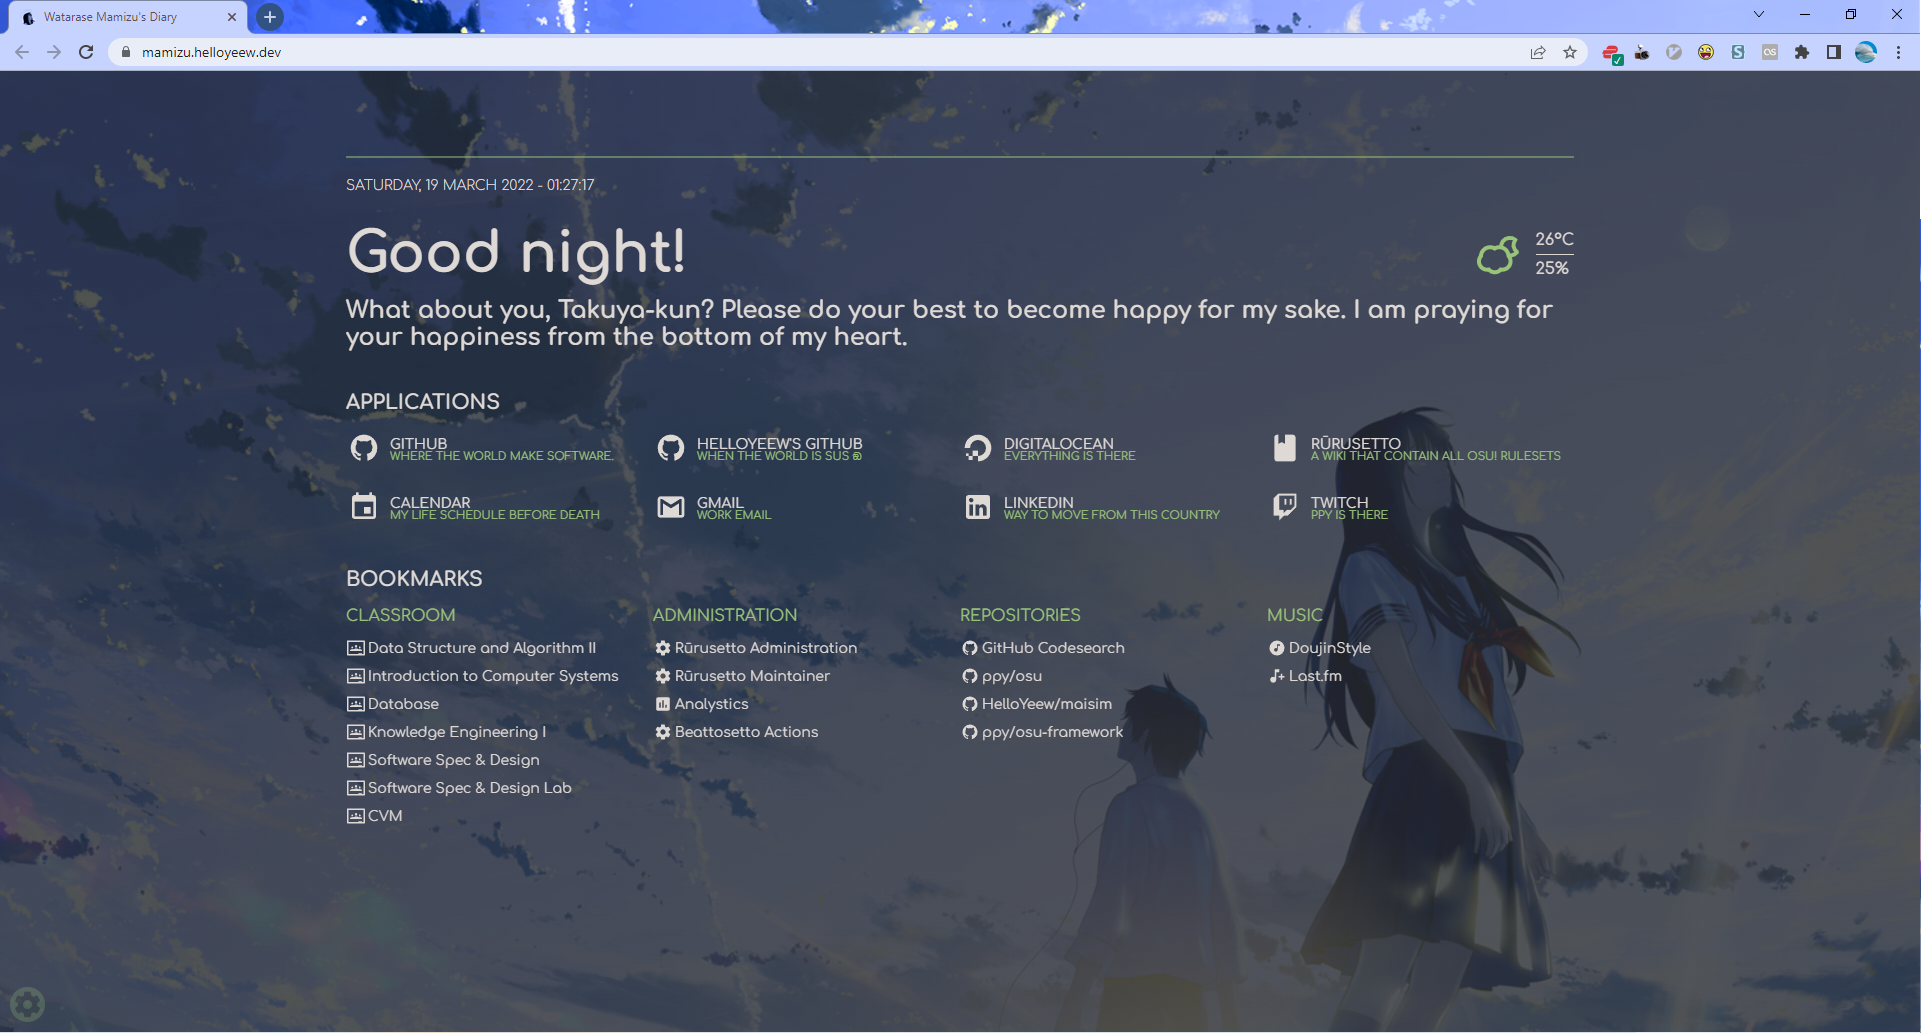 Watarase Mamizu's Diary
mamizu.helloyeew.dev
SATURDAY, 19 MARCH 2022 - 01:27:17
Good night!
26°C
25%
What about you, Takuya-kun? Please do your best to become happy for my sake. I am praying for
your happiness from the bottom of my heart.
APPLICATIONS
GITHUB
WHERE THE WORLD MAKE SOFTWARE.
HELLOYEEW'S GITHUB
WHEN THE WORLD IS SUS ඞ
DIGITALOCEAN
EVERYTHING IS THERE
RŪRUSETTO
A WIKI THAT CONTAIN ALL OSU! RULESETS
CALENDAR
MY LIFE SCHEDULE BEFORE DEATH
GMAIL
WORK EMAIL
LINKEDIN
WAY TO MOVE FROM THIS COUNTRY
TWITCH
PPY IS THERE
BOOKMARKS
CLASSROOM
Data Structure and Algorithm II
Introduction to Computer Systems
Database
Knowledge Engineering I
Software Spec & Design
Software Spec & Design Lab
CVM
ADMINISTRATION
Rūrusetto Administration
Rūrusetto Maintainer
Analystics
Beattosetto Actions
REPOSITORIES
GitHub Codesearch
ppy/osu
HelloYeew/maisim
ppy/osu-framework
MUSIC
DoujinStyle
Last.fm